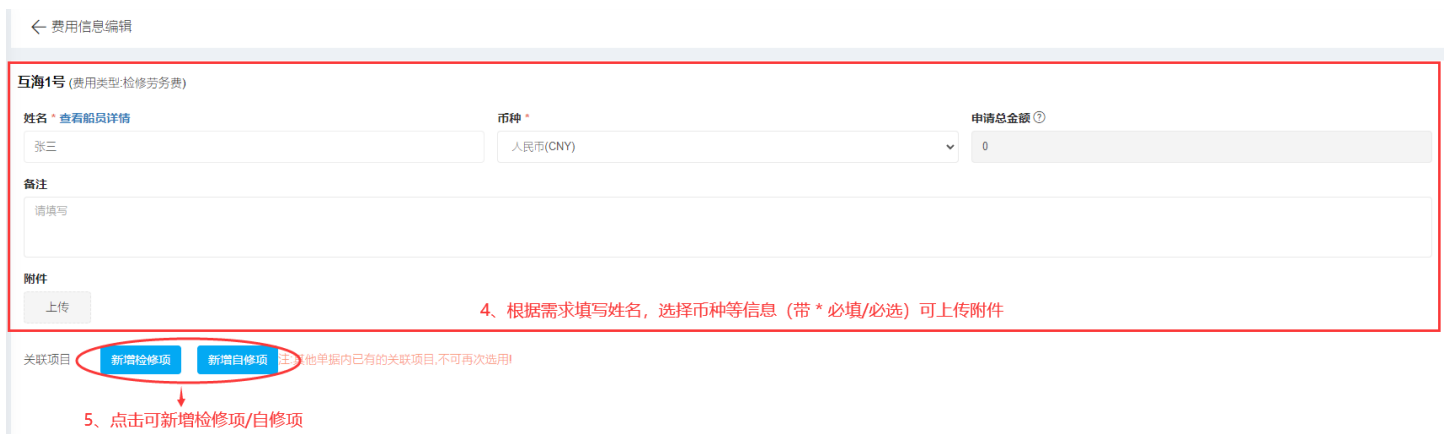 费用信息编辑
互海1号 (费用类型:检修劳务费)
姓名 * 查看船员详情 币种 * 申请总金额 ?
张三 人民币(CNY) 0
备注
请填写
附件
上传
4、根据需求填写姓名，选择币种等信息（带 * 必填/必选）可上传附件
关联项目 新增检修项 新增自修项 注:其他单据内已有的关联项目,不可再次选用!
5、点击可新增检修项/自修项